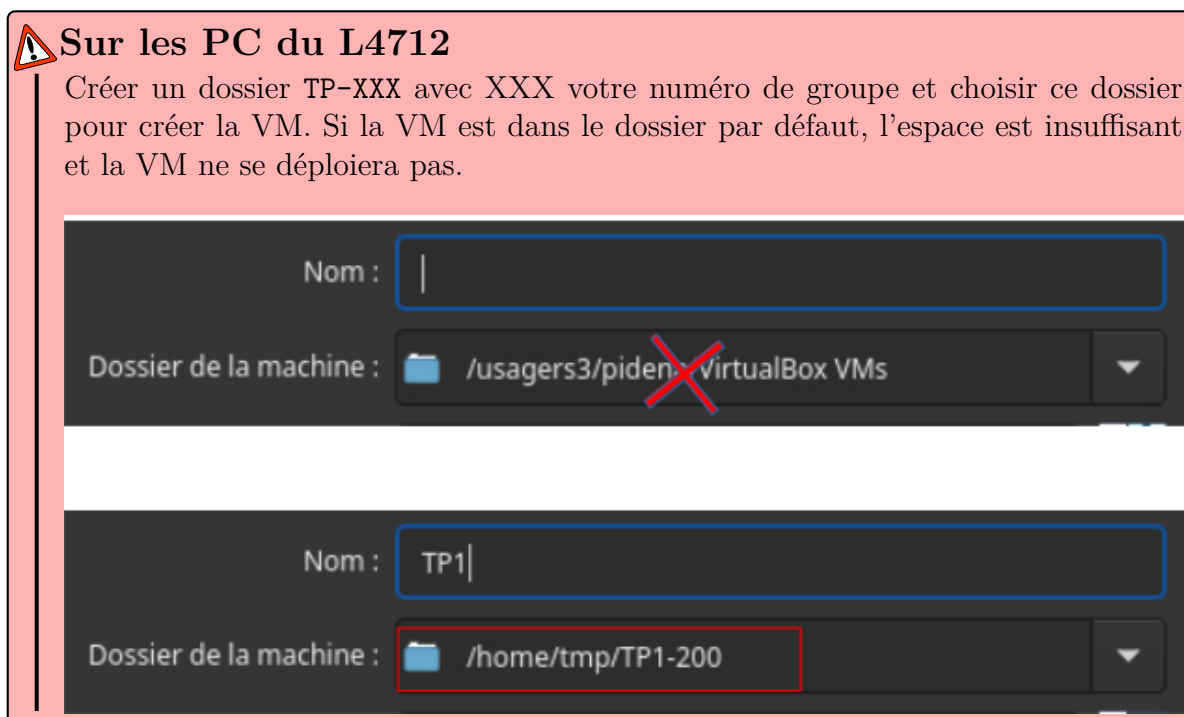 Sur les PC du L4712
Créer un dossier TP-XXX avec XXX votre numéro de groupe et choisir ce dossier
pour créer la VM. Si la VM est dans le dossier par défaut, l'espace est insuffisant
et la VM ne se déploiera pas.
Nom :
Dossier de la machine : /usagers3/piden VirtualBox VMs
Nom : TP1
Dossier de la machine : /home/tmp/TP1-200